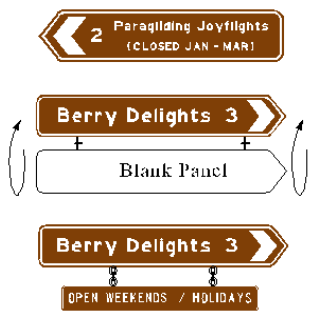 2 Paragliding Joyflights
(CLOSED JAN - MAR)
Berry Delights 3
Blank Panel
Berry Delights 3
OPEN WEEKENDS / HOLIDAYS